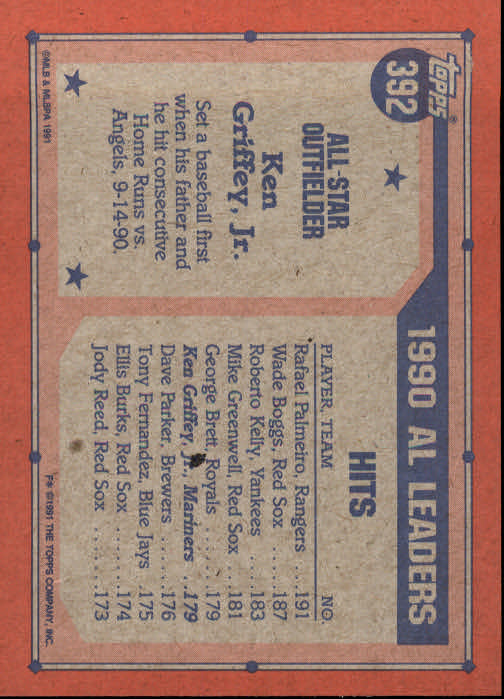 TOPPS®
392
ALL-STAR
OUTFIELDER
Ken
Griffey, Jr.
Set a baseball first
when his father and
he hit consecutive
Home Runs vs.
Angels, 9-14-90.
©MLB & MLBPA 1991
1990 AL LEADERS
HITS
PLAYER, TEAM NO.
Rafael Palmeiro, Rangers ...191
Wade Boggs, Red Sox ......187
Roberto Kelly, Yankees ....183
Mike Greenwell, Red Sox ...181
George Brett, Royals ......179
Ken Griffey, Jr., Mariners ..179
Dave Parker, Brewers ......176
Tony Fernandez, Blue Jays 175
Ellis Burks, Red Sox .......174
Jody Reed, Red Sox .......173
F* ©1991 THE TOPPS COMPANY, INC.